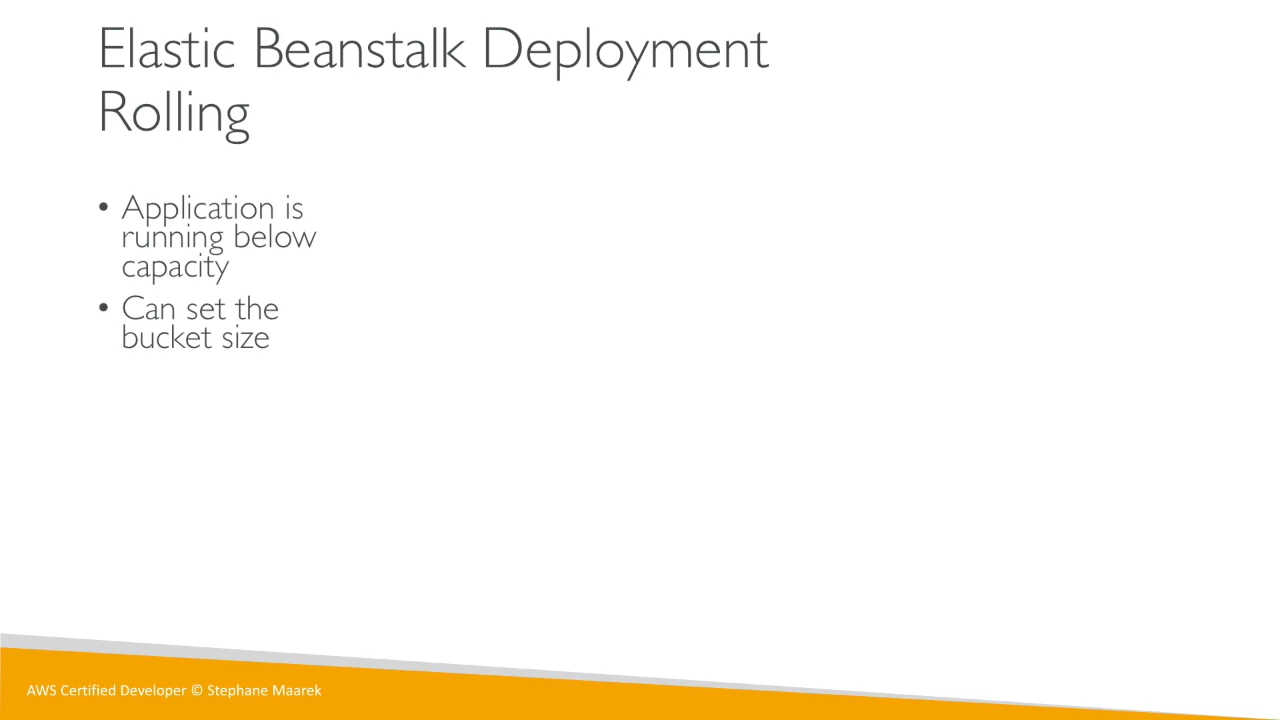 Elastic Beanstalk Deployment
Rolling
• Application is
running below
capacity
• Can set the
bucket size
AWS Certified Developer © Stephane Maarek